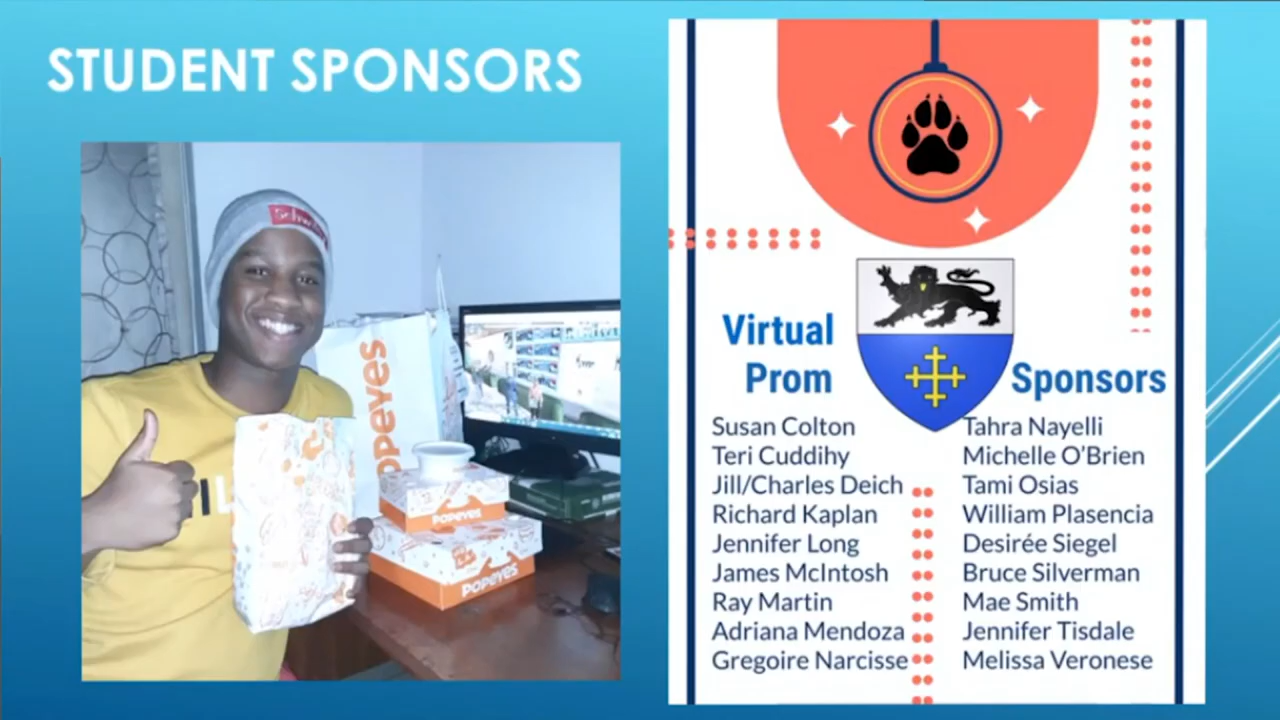 STUDENT SPONSORS
POPEYES
POPEYES
POPEYES
Virtual
Prom
Sponsors
Susan Colton
Teri Cuddihy
Jill/Charles Deich
Richard Kaplan
Jennifer Long
James McIntosh
Ray Martin
Adriana Mendoza
Gregoire Narcisse
Tahra Nayelli
Michelle O'Brien
Tami Osias
William Plasencia
Desirée Siegel
Bruce Silverman
Mae Smith
Jennifer Tisdale
Melissa Veronese